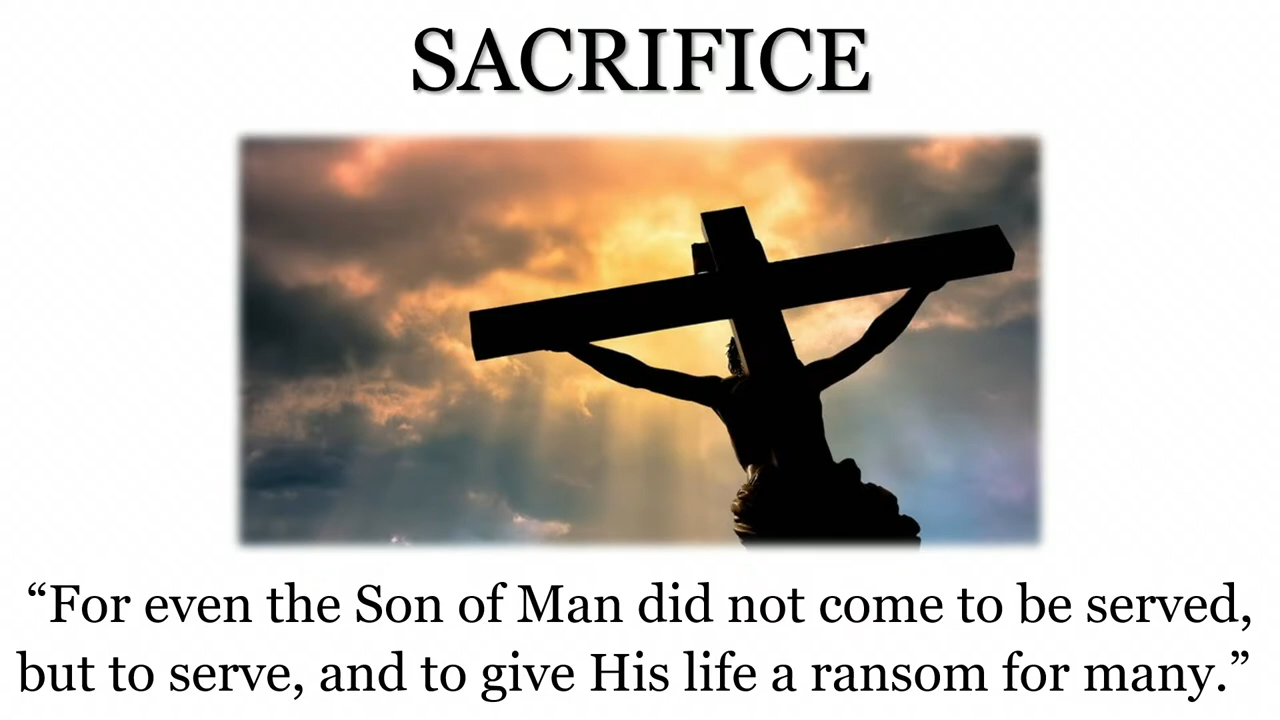 SACRIFICE
“For even the Son of Man did not come to be served,
but to serve, and to give His life a ransom for many.”